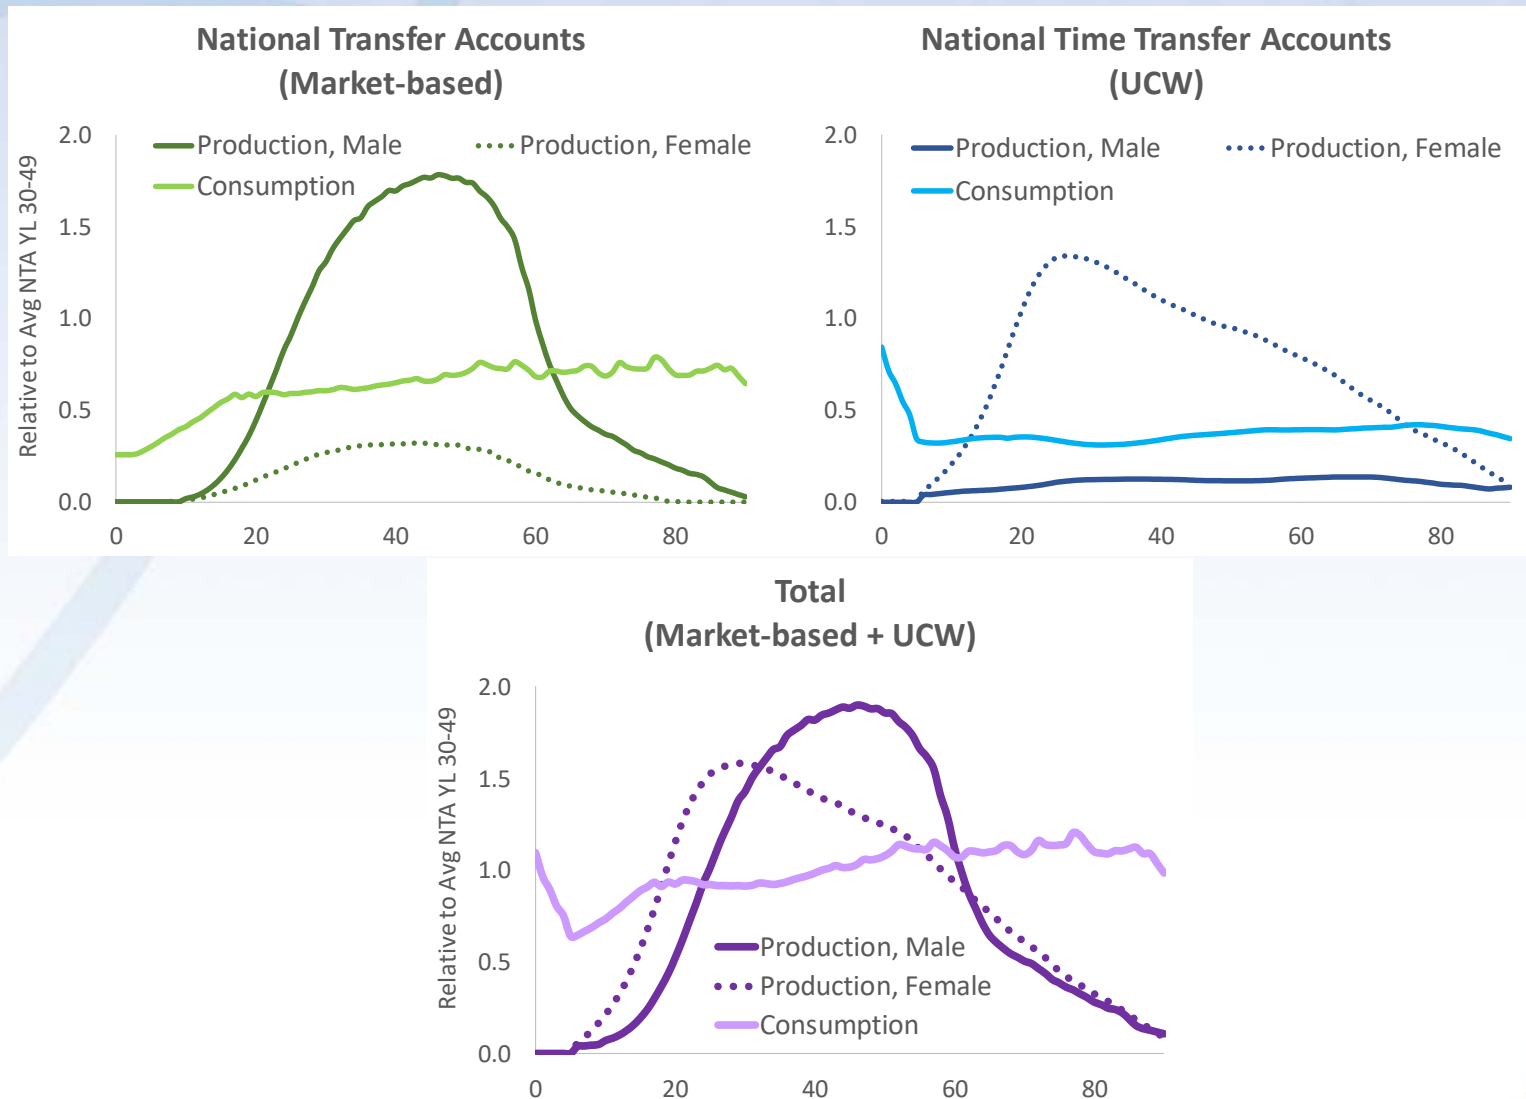 National Transfer Accounts
(Market-based)
Relative to Avg NTA YL 30-49
2.0
1.5
1.0
0.5
0.0
Production, Male
Production, Female
Consumption
0 20 40 60 80
National Time Transfer Accounts
(UCW)
2.0
1.5
1.0
0.5
0.0
Production, Male
Production, Female
Consumption
0 20 40 60 80
Total
(Market-based + UCW)
Relative to Avg NTA YL 30-49
2.0
1.5
1.0
0.5
0.0
Production, Male
Production, Female
Consumption
0 20 40 60 80